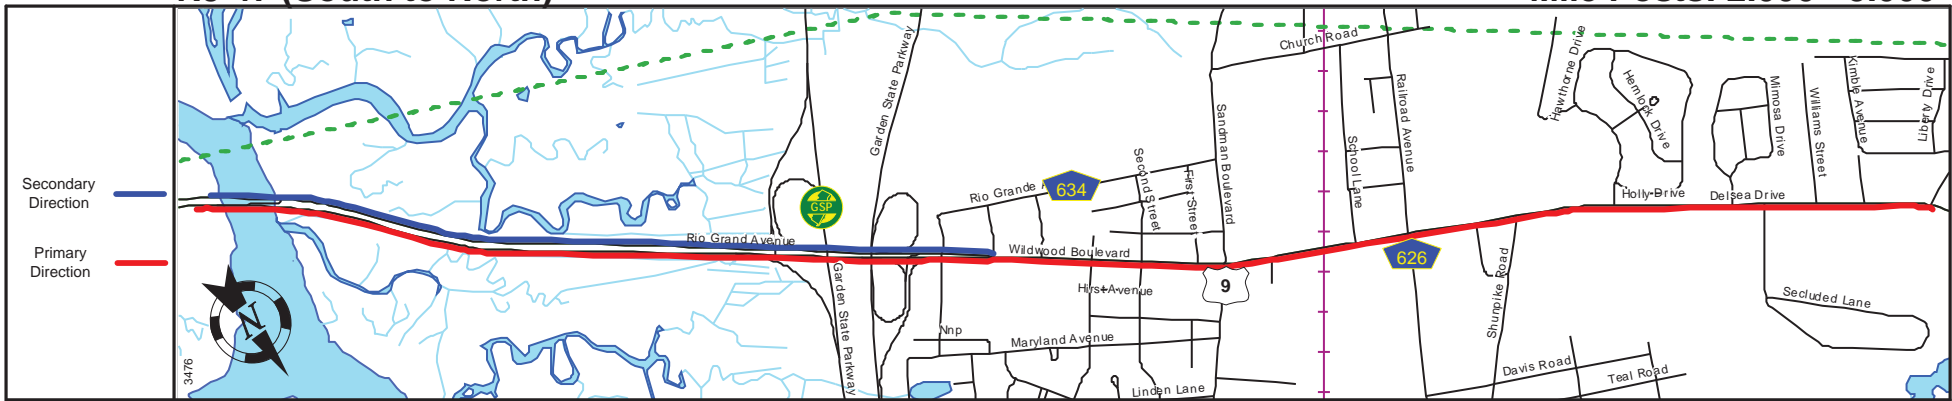 Secondary
Direction
Primary
Direction
3476
N
Rio Grand Avenue
GSP
Garden State Parkway
Garden State Parkway
Rio Grande
634
Wildwood Boulevard
Second Street
First Street
Sandman Boulevard
Hirst Avenue
9
Nnp
Maryland Avenue
Linden Lane
Church Road
School Lane
Railroad Avenue
626
Shunpike Road
Davis Road
Teal Road
Hawthorne Drive
Hemlock Drive
Holly Drive
Delsea Drive
Mimosa Drive
Williams Street
Kimble Avenue
Liberty Drive
Secluded Lane